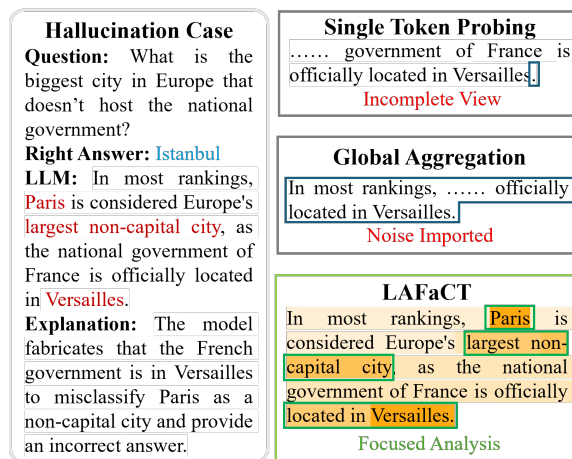 Hallucination Case
Question: What is the
biggest city in Europe that
doesn't host the national
government?
Right Answer: Istanbul
LLM: In most rankings,
Paris is considered Europe's
largest non-capital city, as
the national government of
France is officially located
in Versailles.
Explanation: The model
fabricates that the French
government is in Versailles
to misclassify Paris as a
non-capital city and provide
an incorrect answer.
Single Token Probing
…… government of France is
officially located in Versailles.
Incomplete View
Global Aggregation
In most rankings, …… officially
located in Versailles.
Noise Imported
LAFaCT
In most rankings, Paris is
considered Europe's largest non-
capital city, as the national
government of France is officially
located in Versailles.
Focused Analysis